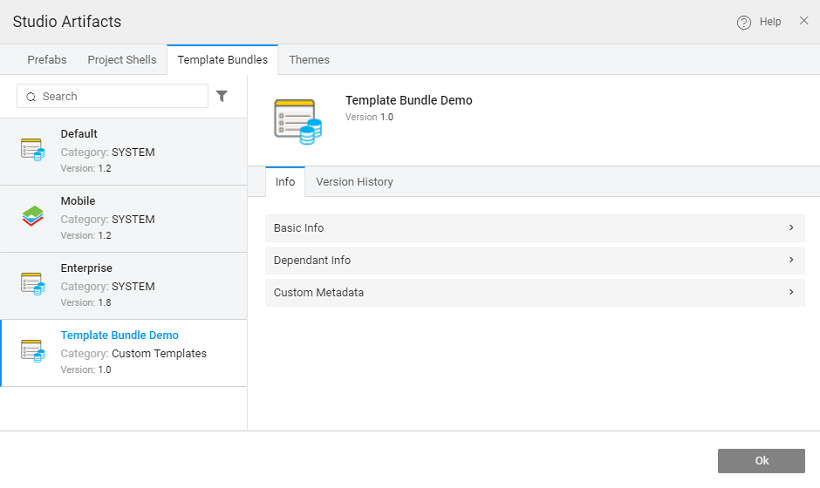 Studio Artifacts
Help
Prefabs
Project Shells
Template Bundles
Themes
Search
Default
Category: SYSTEM
Version: 1.2
Mobile
Category: SYSTEM
Version: 1.2
Enterprise
Category: SYSTEM
Version: 1.8
Template Bundle Demo
Category: Custom Templates
Version: 1.0
Template Bundle Demo
Version 1.0
Info
Version History
Basic Info
Dependant Info
Custom Metadata
Ok